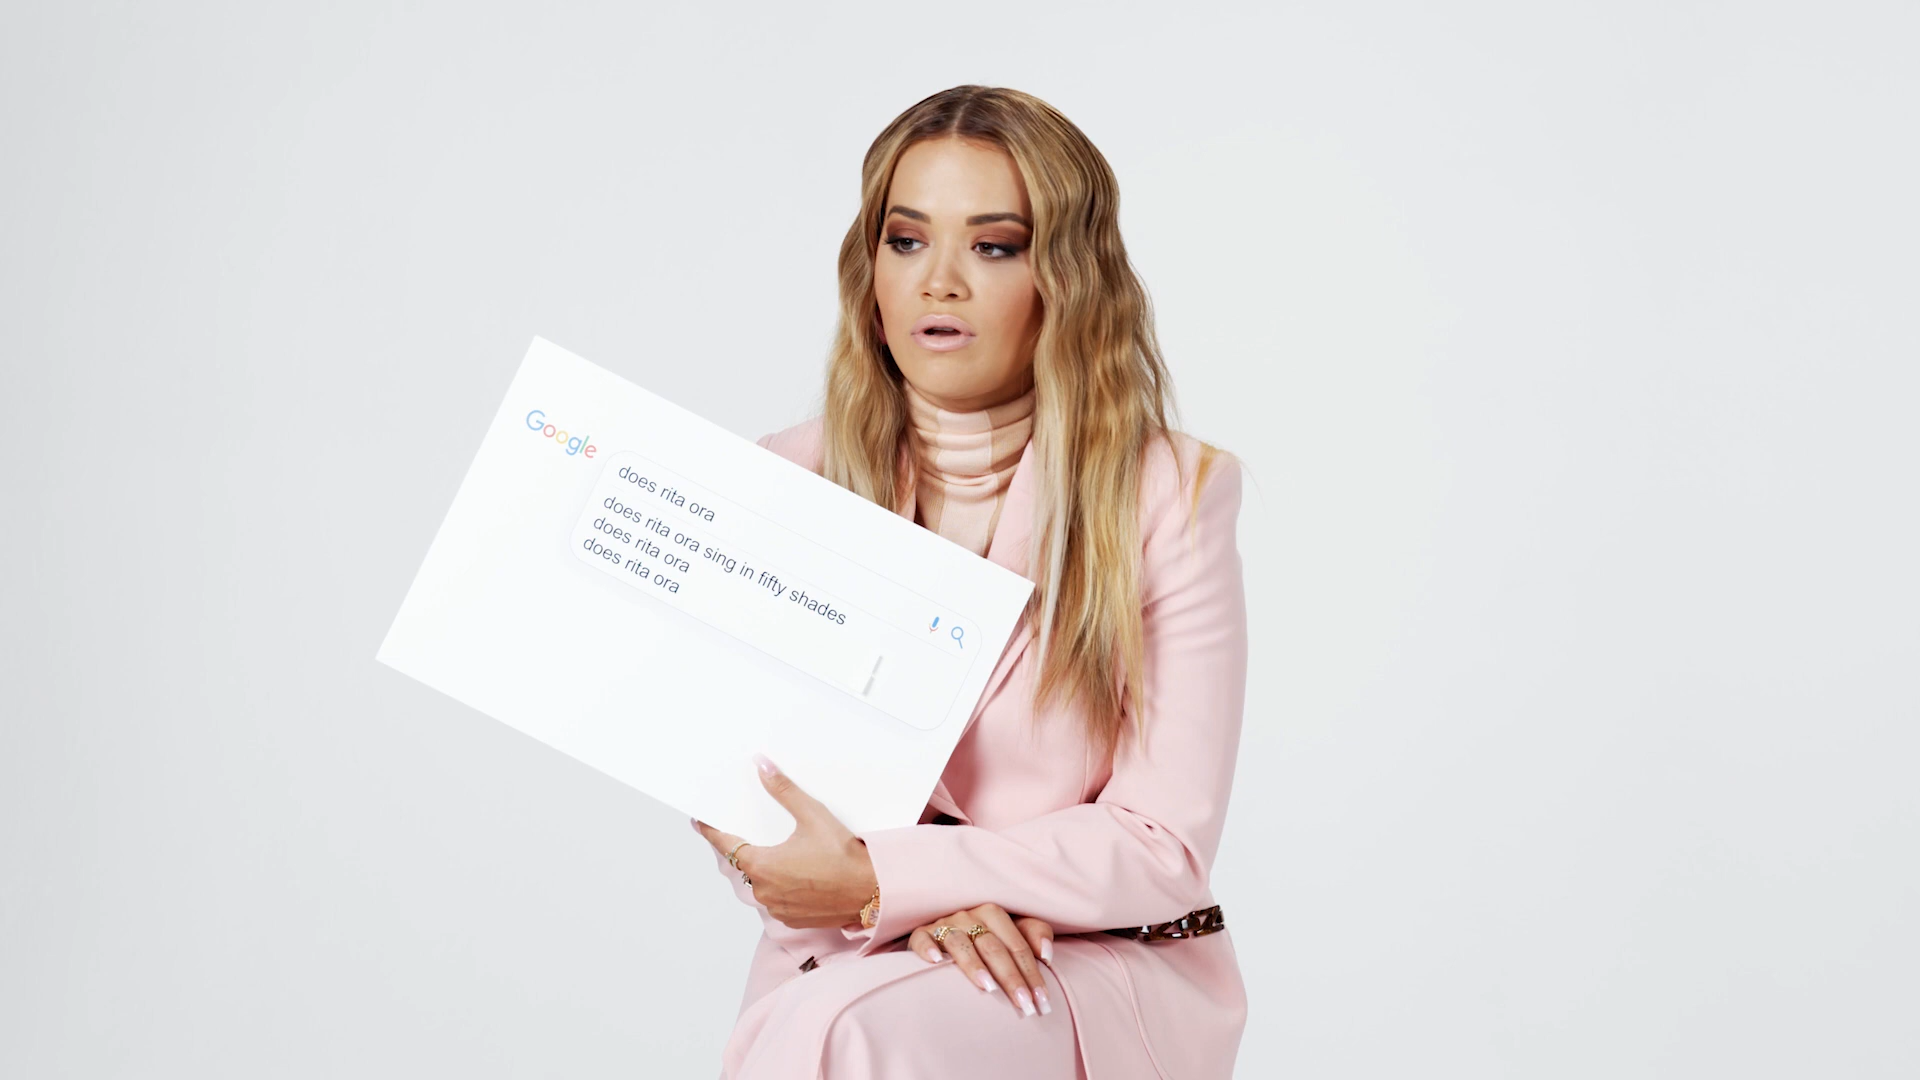 Google
does rita ora
does rita ora sing in fifty shades
does rita ora
does rita ora